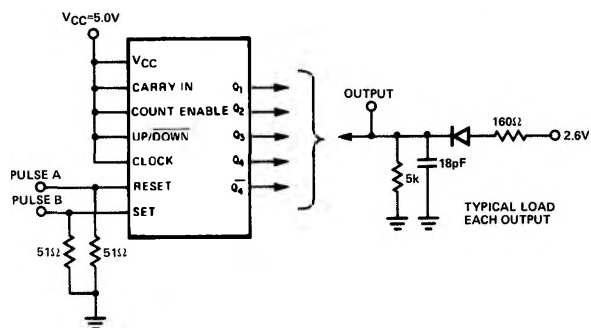 VCC=5.0V
VCC
CARRY IN
COUNT ENABLE
UP/DOWN
CLOCK
RESET
SET
Q1
Q2
Q3
Q4
Q4
PULSE A
PULSE B
51Ω
51Ω
OUTPUT
160Ω
2.6V
5k
18pF
TYPICAL LOAD
EACH OUTPUT